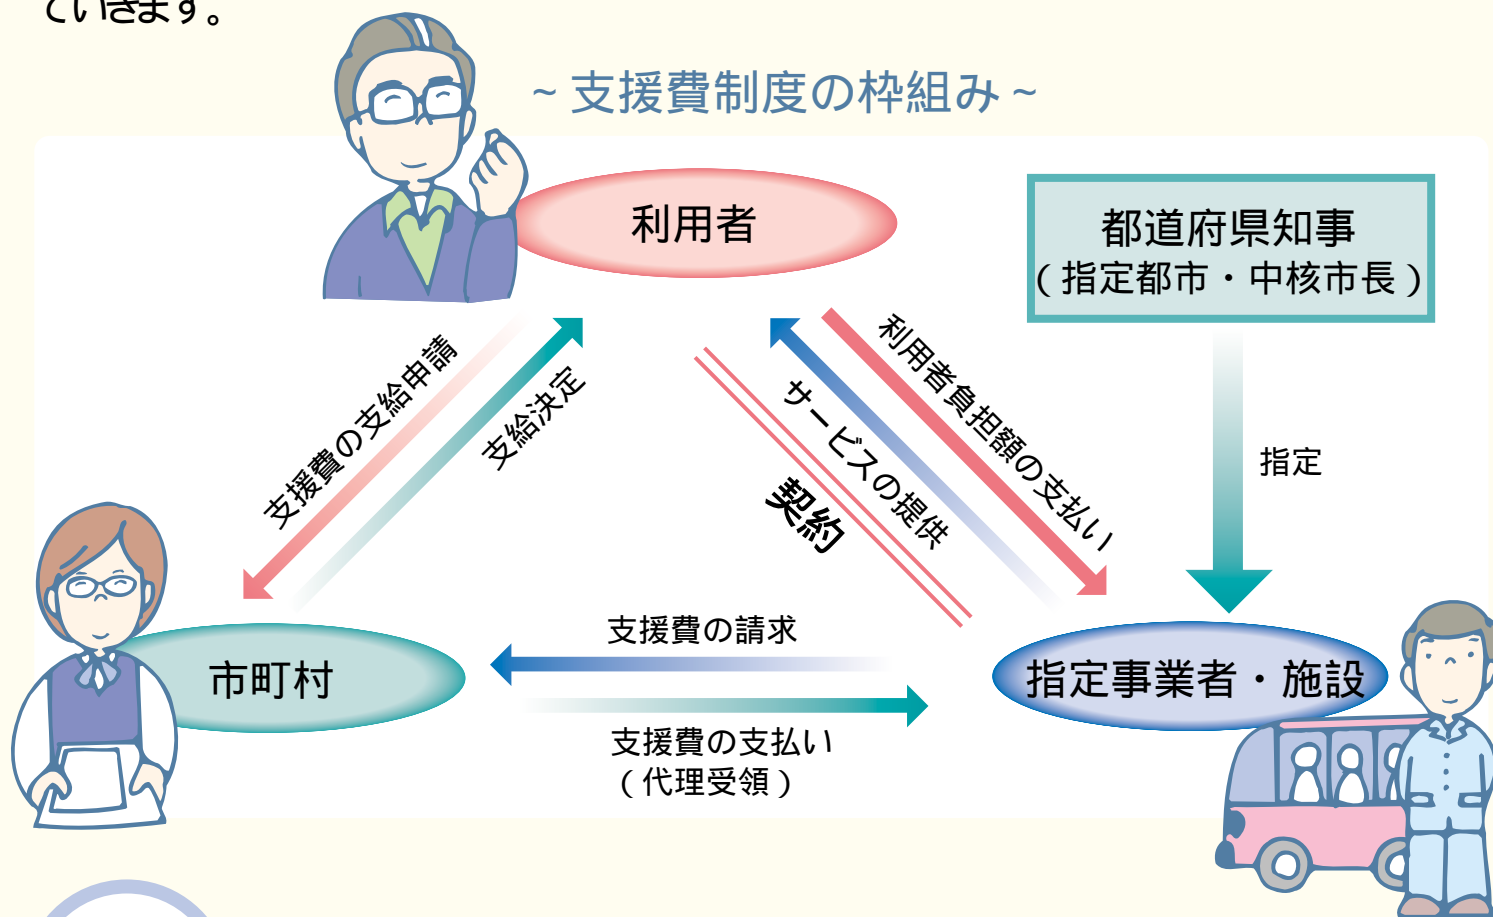 ていきます。
～支援費制度の枠組み～
利用者
都道府県知事
（指定都市・中核市長）
支援費の支給申請
支給決定
契約
サービスの提供
利用者負担額の支払い
指定
支援費の請求
市町村
指定事業者・施設
支援費の支払い
（代理受領）